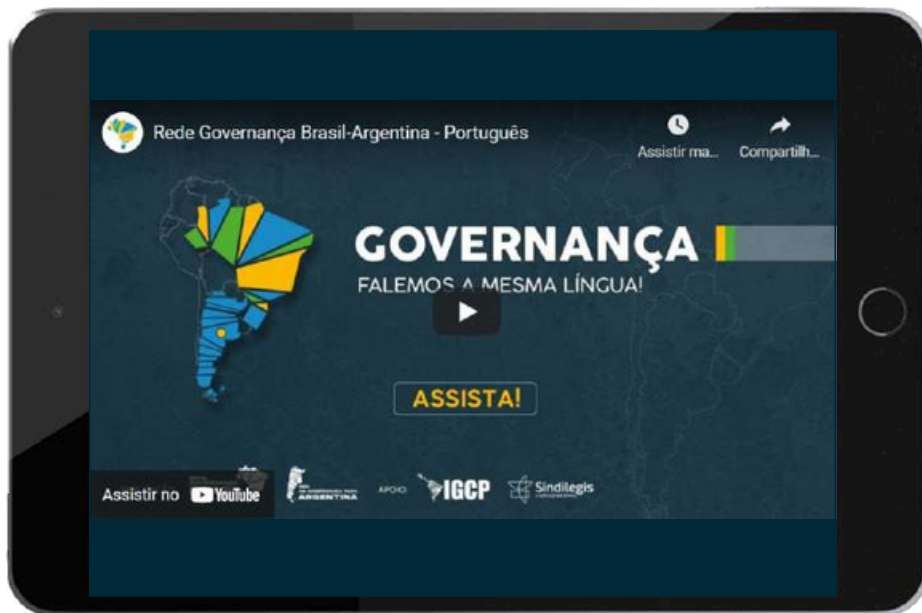 Rede Governança Brasil-Argentina - Português
Assistir ma...
Compartilh...
GOVERNANÇA
FALEMOS A MESMA LÍNGUA!
ASSISTA!
Assistir no YouTube
ARGENTINA
APOIO:
IGCP
Sindilegis